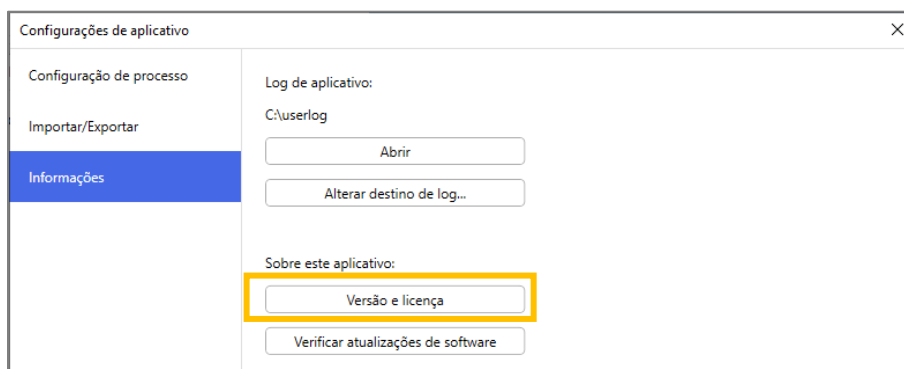 Configurações de aplicativo
Configuração de processo
Importar/Exportar
Informações
Log de aplicativo:
C:\userlog
Abrir
Alterar destino de log...
Sobre este aplicativo:
Versão e licença
Verificar atualizações de software